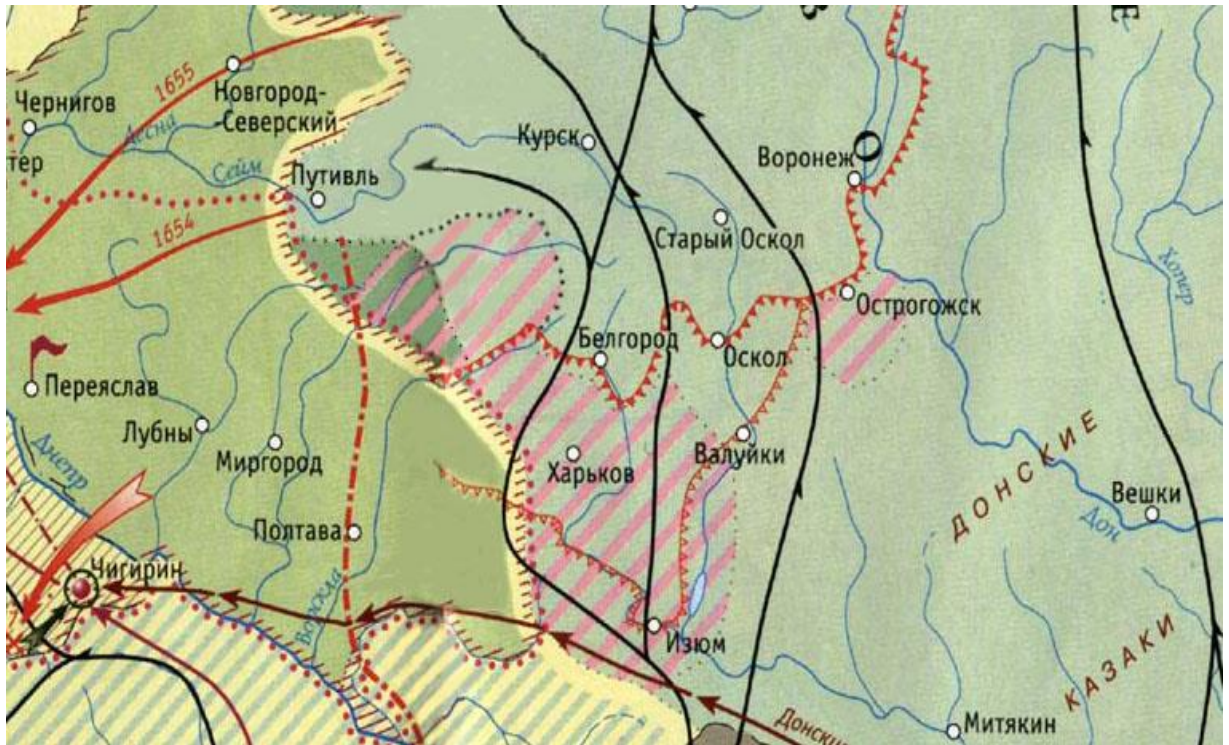 З
Е
1655
Новгород-
-Северский
Чернигов
Десна
тер
Сейм
Путивль
Курск
Воронеж
О
1654
Старый Оскол
Хопер
Острогожск
Белгород
Оскол
Переяслав
Лубны
Миргород
Днепр
Харьков
Валуйки
ДОНСКИЕ
Вешки
Дон
Полтава
Чигирин
Ворскла
Изюм
КАЗАКИ
Донски
Митякин